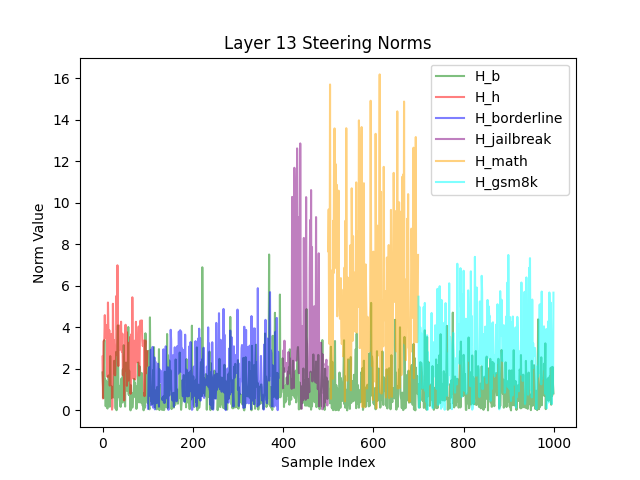 Layer 13 Steering Norms
16
14
12
10
8
6
4
2
0
Norm Value
H_b
H_h
H_borderline
H_jailbreak
H_math
H_gsm8k
0 200 400 600 800 1000
Sample Index